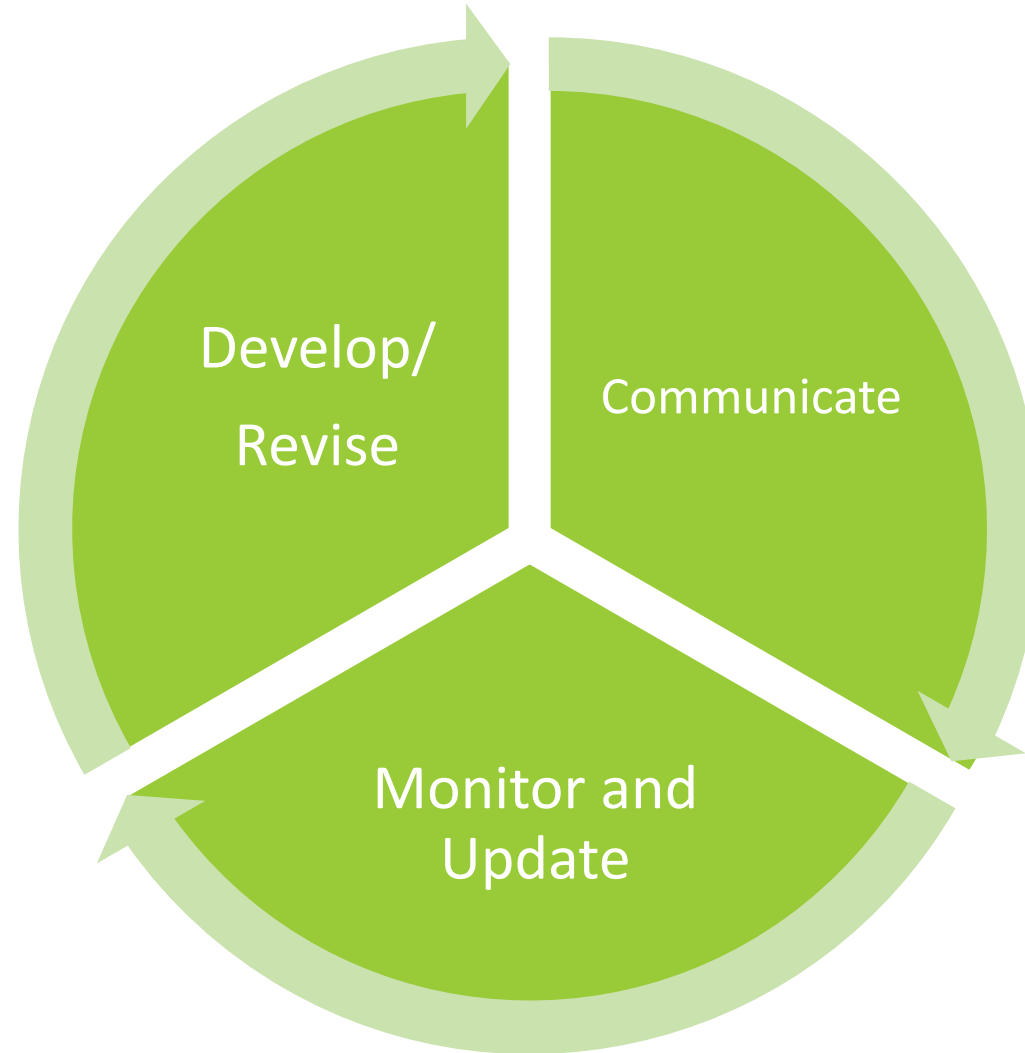 Develop/
Revise
Communicate
Monitor and
Update